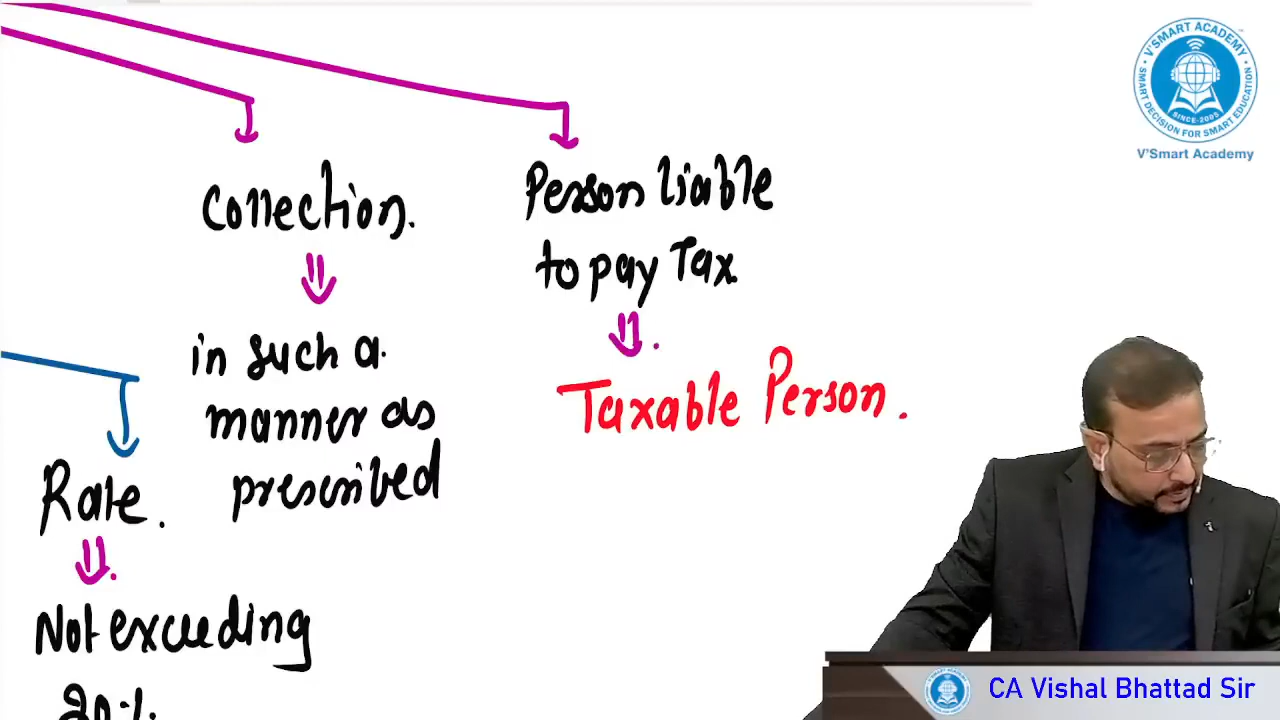 Collection.
in such a
manner as
prescribed
Person liable
to pay Tax
Taxable Person.
Rate.
Not exceeding
20%.
V'SMART ACADEMY
SMART DECISION FOR SMART EDUCATION
SINCE-2005
V'Smart Academy
CA Vishal Bhattad Sir